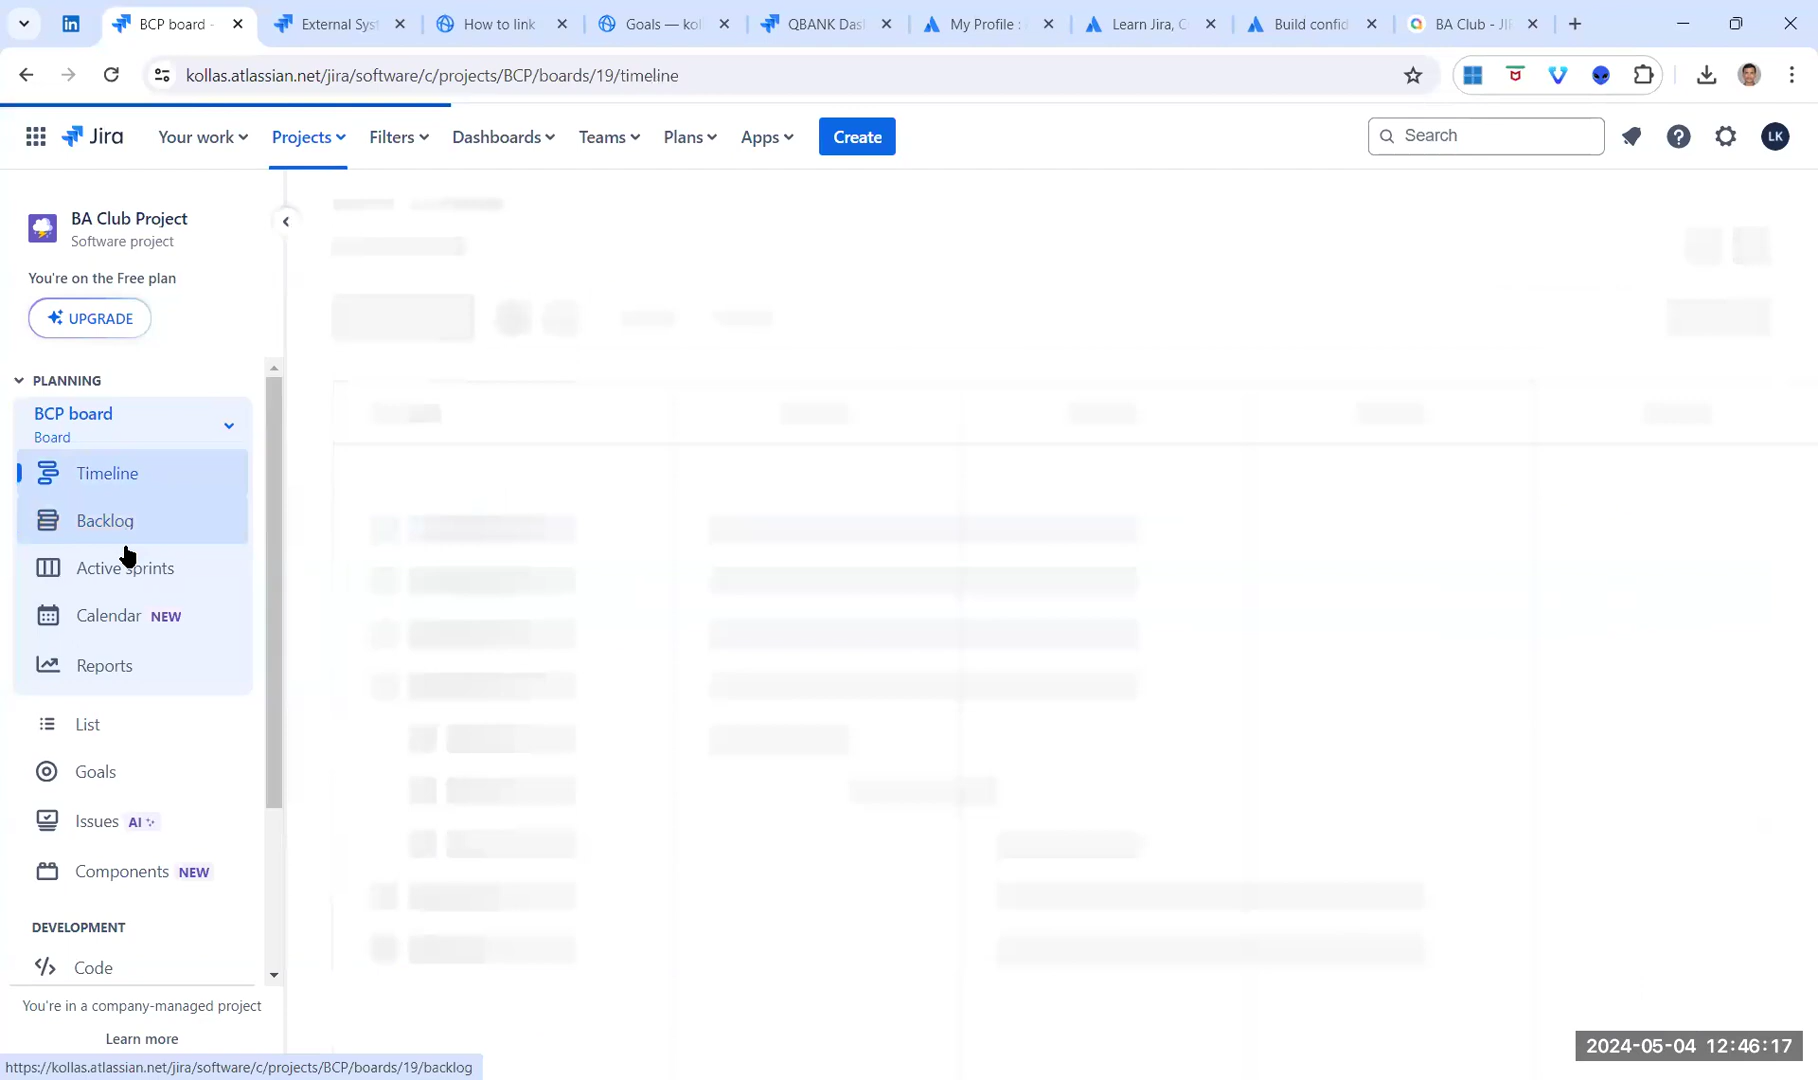 BCP board -
External Sys
How to link
Goals — kol
QBANK Das
My Profile :
Learn Jira, C
Build confid
BA Club - JI
kollas.atlassian.net/jira/software/c/projects/BCP/boards/19/timeline
Jira
Your work
Projects
Filters
Dashboards
Teams
Plans
Apps
Create
Search
LK
BA Club Project
Software project
You're on the Free plan
UPGRADE
PLANNING
BCP board
Board
Timeline
Backlog
Active sprints
Calendar NEW
Reports
List
Goals
Issues AI
Components NEW
DEVELOPMENT
</> Code
You're in a company-managed project
Learn more
https://kollas.atlassian.net/jira/software/c/projects/BCP/boards/19/backlog
2024-05-04 12:46:17